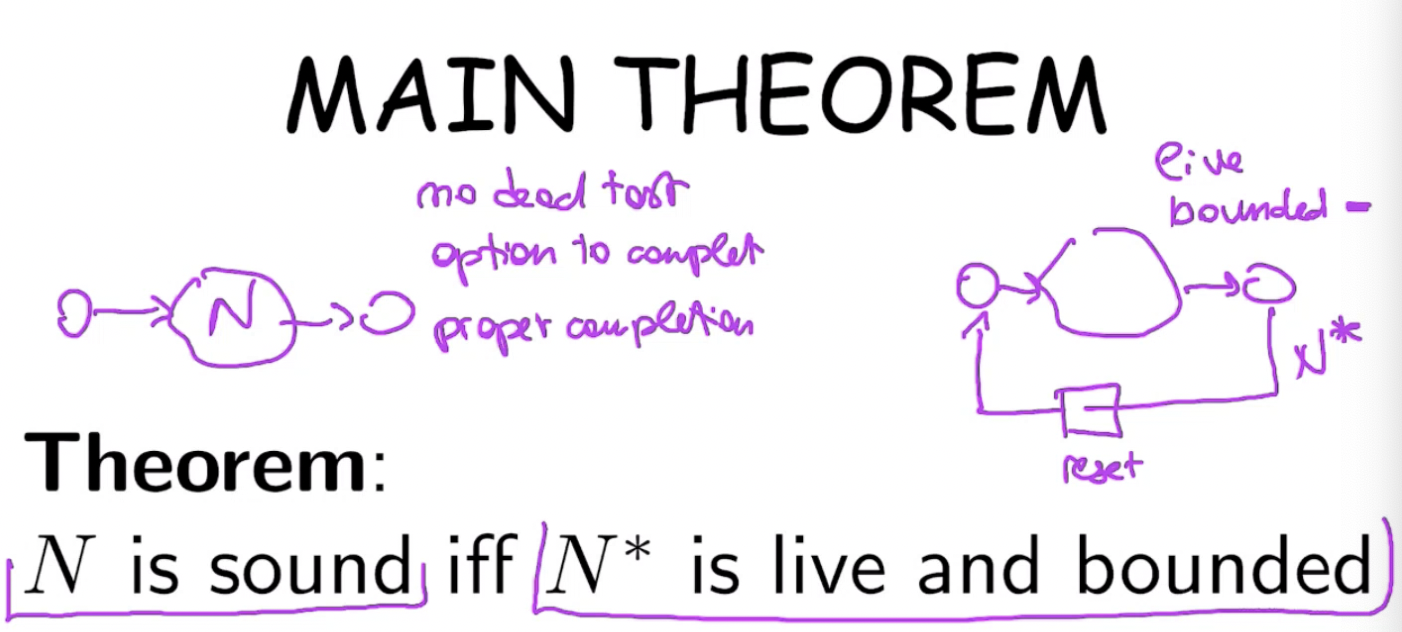 MAIN THEOREM
no dead task
option to complet
proper completion
live
bounded -
N
N*
reset
Theorem:
N is sound iff N* is live and bounded